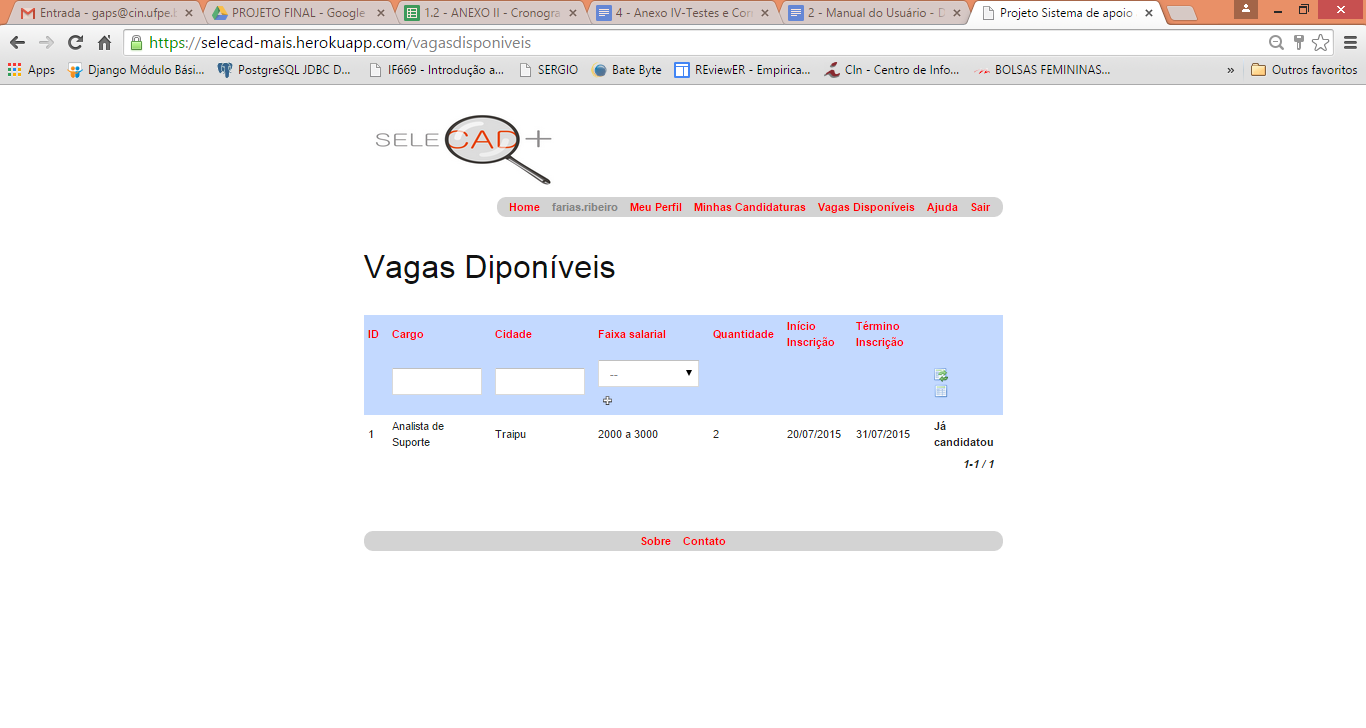 Entrada - gaps@cin.ufpe.b
PROJETO FINAL - Google
1.2 - ANEXO II - Cronogra
4 - Anexo IV-Testes e Corr
2 - Manual do Usuário - D
Projeto Sistema de apoio
https://selecad-mais.herokuapp.com/vagasdisponiveis
Apps
Django Módulo Bási...
PostgreSQL JDBC D...
IF669 - Introdução a...
SERGIO
Bate Byte
REviewER - Empirica...
CIn - Centro de Info...
BOLSAS FEMININAS...
»
Outros favoritos
SELECAD+
Home farias.ribeiro Meu Perfil Minhas Candidaturas Vagas Disponíveis Ajuda Sair
Vagas Diponíveis
ID Cargo Cidade Faixa salarial Quantidade Início Inscrição Término Inscrição
--
1 Analista de Suporte Traipu 2000 a 3000 2 20/07/2015 31/07/2015 Já candidatou
1-1 / 1
Sobre Contato